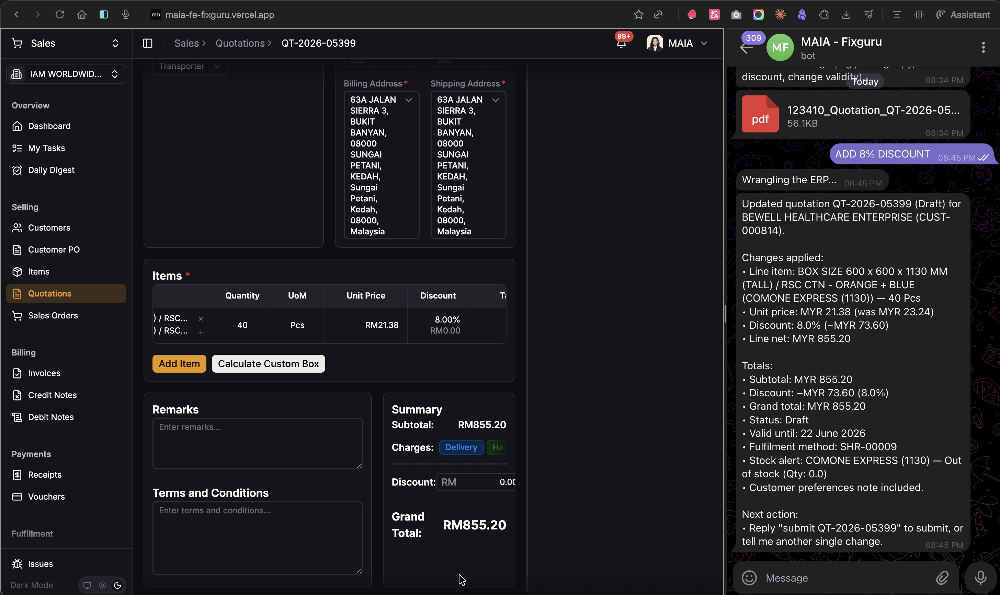 mh maia-fe-fixguru.vercel.app
Assistant
Sales
IAM WORLDWID...
Overview
Dashboard
My Tasks
Daily Digest
Selling
Customers
Customer PO
Items
Quotations
Sales Orders
Billing
Invoices
Credit Notes
Debit Notes
Payments
Receipts
Vouchers
Fulfillment
Issues
Dark Mode
Sales > Quotations > QT-2026-05399
99+
MAIA
Transporter
Billing Address *
63A JALAN
SIERRA 3,
BUKIT
BANYAN,
08000
SUNGAI
PETANI,
KEDAH,
Sungai
Petani,
Kedah,
08000,
Malaysia
Shipping Address *
63A JALAN
SIERRA 3,
BUKIT
BANYAN,
08000
SUNGAI
PETANI,
KEDAH,
Sungai
Petani,
Kedah,
08000,
Malaysia
Items *
Quantity UoM Unit Price Discount
) / RSC... × 40 Pcs RM21.38 8.00%
) / RSC... + RM0.00
Add Item Calculate Custom Box
Remarks
Enter remarks...
Terms and Conditions
Enter terms and conditions...
Summary
Subtotal: RM855.20
Charges: Delivery
Discount: RM 0.00
Grand
Total:
RM855.20
309
MF
MAIA - Fixguru
bot
discount, change validity). 08:34 PM
Today
pdf
123410_Quotation_QT-2026-05...
56.1KB
08:34 PM
ADD 8% DISCOUNT 08:45 PM
Wrangling the ERP... 08:45 PM
Updated quotation QT-2026-05399 (Draft) for
BEWELL HEALTHCARE ENTERPRISE (CUST-
000814).
Changes applied:
• Line item: BOX SIZE 600 x 600 x 1130 MM
(TALL) / RSC CTN - ORANGE + BLUE
(COMONE EXPRESS (1130)) — 40 Pcs
• Unit price: MYR 21.38 (was MYR 23.24)
• Discount: 8.0% (−MYR 73.60)
• Line net: MYR 855.20
Totals:
• Subtotal: MYR 855.20
• Discount: −MYR 73.60 (8.0%)
• Grand total: MYR 855.20
• Status: Draft
• Valid until: 22 June 2026
• Fulfilment method: SHR-00009
• Stock alert: COMONE EXPRESS (1130) — Out
of stock (Qty: 0.0)
• Customer preferences note included.
Next action:
• Reply "submit QT-2026-05399" to submit, or
tell me another single change. 08:45 PM
Message